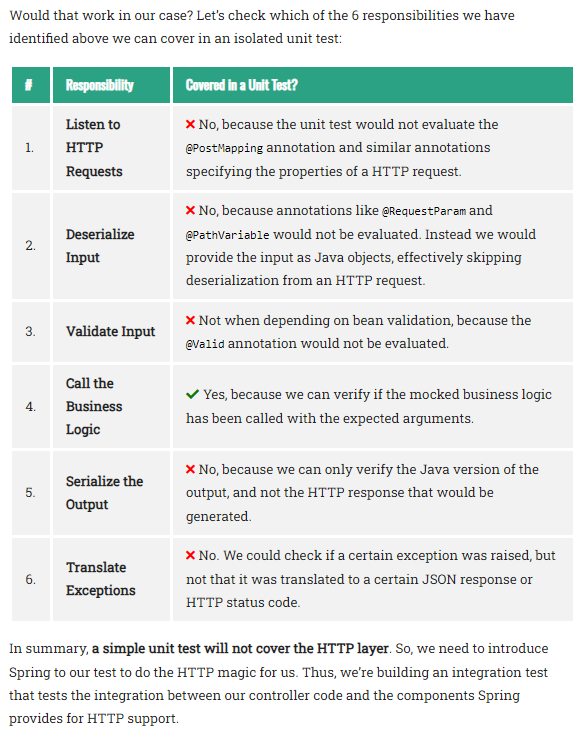 Would that work in our case? Let's check which of the 6 responsibilities we have
identified above we can cover in an isolated unit test:
# Responsibility Covered in a Unit Test?
1.
Listen to
HTTP
Requests
❌ No, because the unit test would not evaluate the
@PostMapping annotation and similar annotations
specifying the properties of a HTTP request.
2.
Deserialize
Input
❌ No, because annotations like @RequestParam and
@PathVariable would not be evaluated. Instead we would
provide the input as Java objects, effectively skipping
deserialization from an HTTP request.
3.
Validate Input
❌ Not when depending on bean validation, because the
@Valid annotation would not be evaluated.
4.
Call the
Business
Logic
✔ Yes, because we can verify if the mocked business logic
has been called with the expected arguments.
5.
Serialize the
Output
❌ No, because we can only verify the Java version of the
output, and not the HTTP response that would be
generated.
6.
Translate
Exceptions
❌ No. We could check if a certain exception was raised, but
not that it was translated to a certain JSON response or
HTTP status code.
In summary, a simple unit test will not cover the HTTP layer. So, we need to introduce
Spring to our test to do the HTTP magic for us. Thus, we're building an integration test
that tests the integration between our controller code and the components Spring
provides for HTTP support.